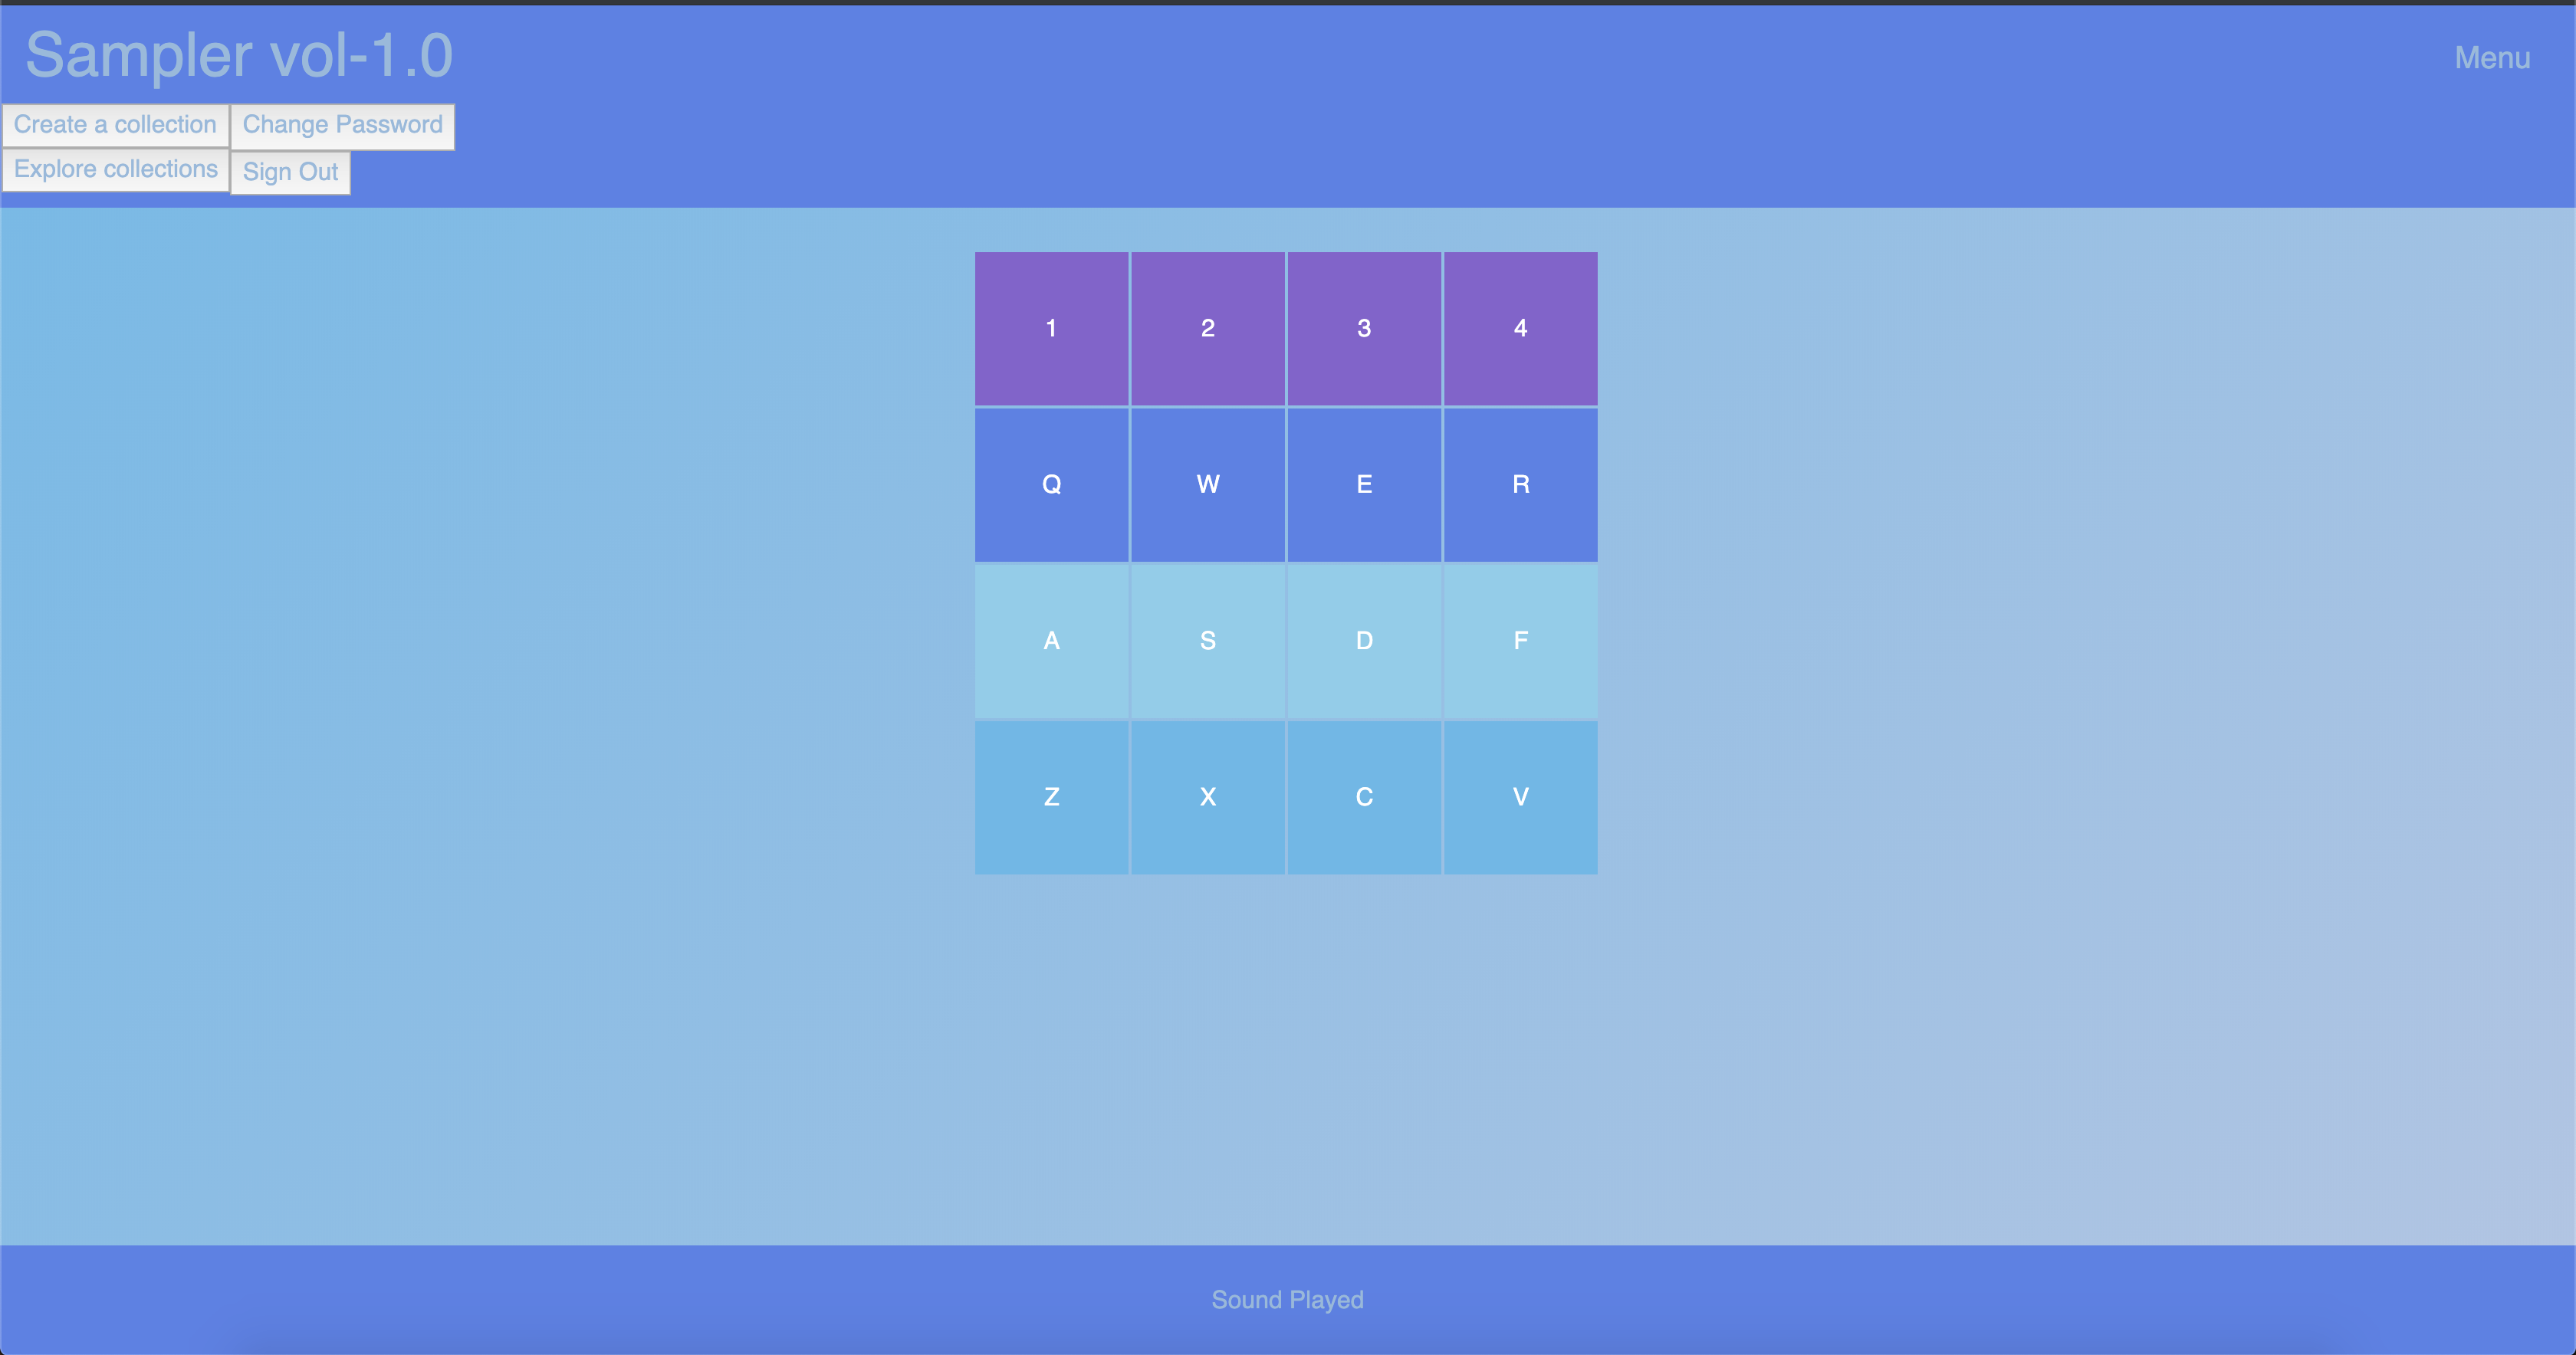 Sampler vol-1.0
Menu
Create a collection Change Password
Explore collections Sign Out
1 2 3 4
Q W E R
A S D F
Z X C V
Sound Played